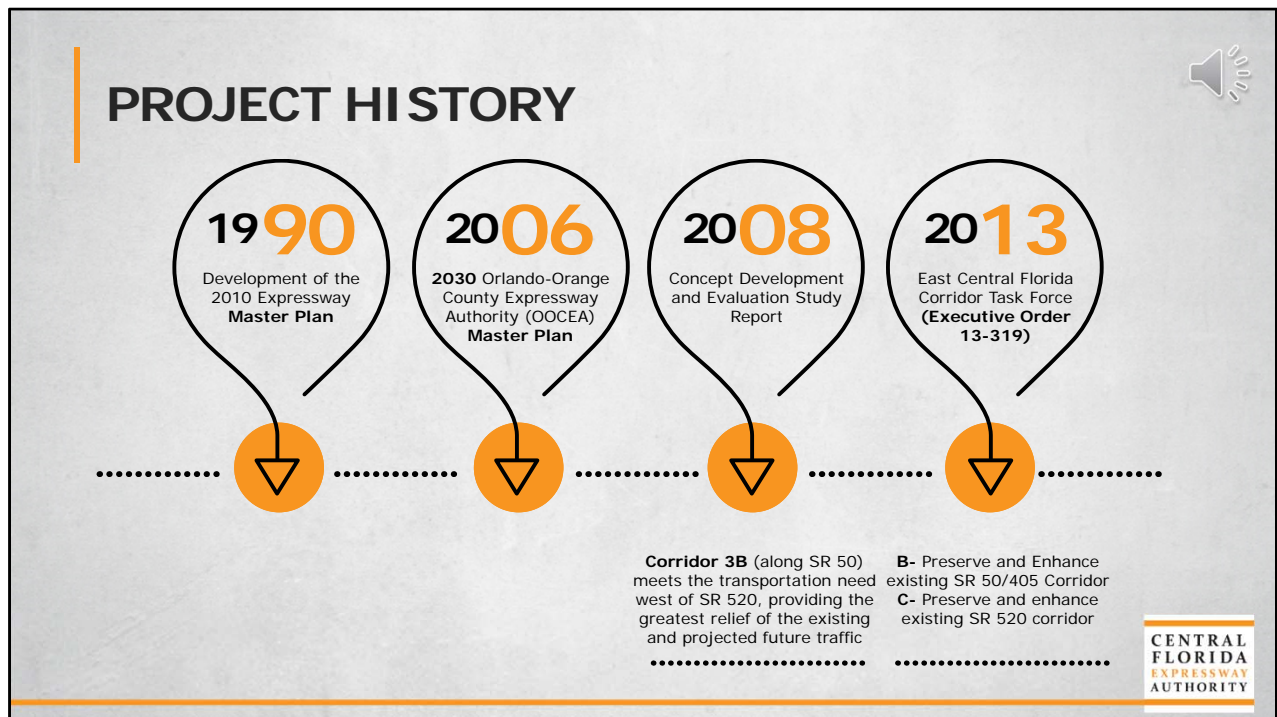 PROJECT HISTORY
1990
Development of the
2010 Expressway
Master Plan
2006
2030 Orlando-Orange
County Expressway
Authority (OOCEA)
Master Plan
2008
Concept Development
and Evaluation Study
Report
2013
East Central Florida
Corridor Task Force
(Executive Order
13-319)
Corridor 3B (along SR 50)
meets the transportation need
west of SR 520, providing the
greatest relief of the existing
and projected future traffic
B- Preserve and Enhance
existing SR 50/405 Corridor
C- Preserve and enhance
existing SR 520 corridor
CENTRAL
FLORIDA
EXPRESSWAY
AUTHORITY